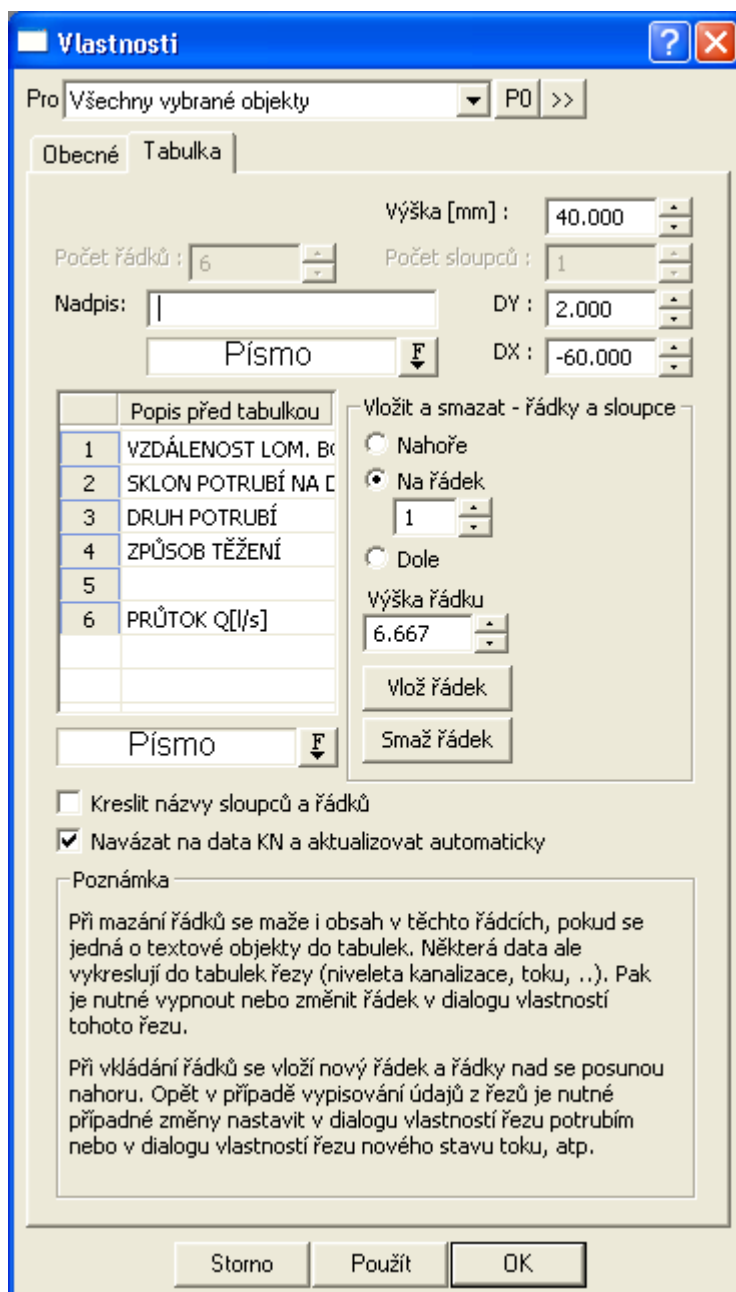 Vlastnosti
Pro Všechny vybrané objekty P0 >>
Obecné Tabulka
Výška [mm] : 40.000
Počet řádků : 6 Počet sloupců : 1
Nadpis: DY : 2.000
Písmo F DX : -60.000
Popis před tabulkou
1 VZDÁLENOST LOM.
2 SKLON POTRUBÍ NA
3 DRUH POTRUBÍ
4 ZPŮSOB TĚŽENÍ
5
6 PRŮTOK Q[l/s]
Písmo F
Vložit a smazat - řádky a sloupce
Nahoře
Na řádek
1
Dole
Výška řádku
6.667
Vlož řádek
Smaž řádek
Kreslit názvy sloupců a řádků
Navázat na data KN a aktualizovat automaticky
Poznámka
Při mazání řádků se maže i obsah v těchto řádcích, pokud se
jedná o textové objekty do tabulek. Některá data ale
vykreslují do tabulek řezy (niveleta kanalizace, toku, ..). Pak
je nutné vypnout nebo změnit řádek v dialogu vlastností
tohoto řezu.
Při vkládání řádků se vloží nový řádek a řádky nad se posunou
nahoru. Opět v případě vypisování údajů z řezů je nutné
případné změny nastavit v dialogu vlastností řezu potrubím
nebo v dialogu vlastností řezu nového stavu toku, atp.
Storno Použít OK